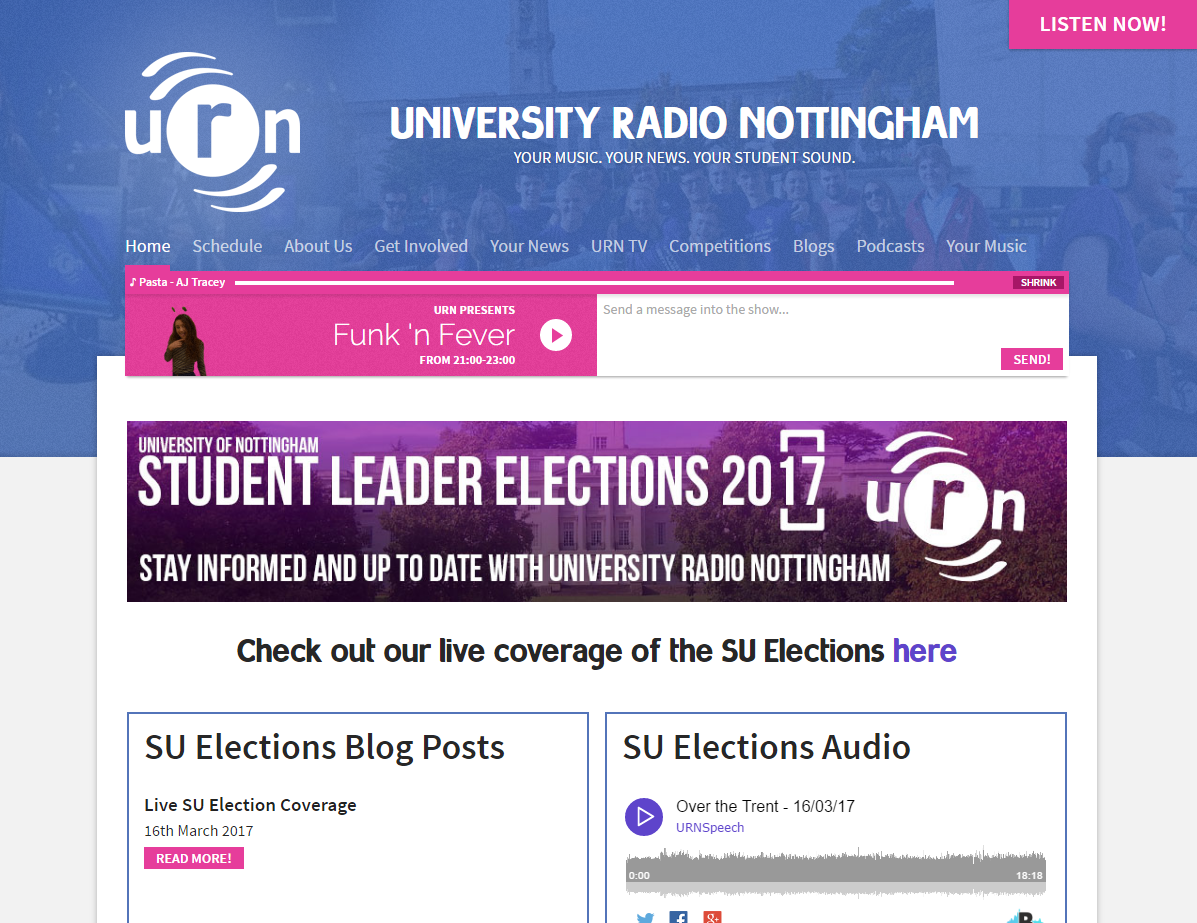 LISTEN NOW!
urn
UNIVERSITY RADIO NOTTINGHAM
YOUR MUSIC. YOUR NEWS. YOUR STUDENT SOUND.
Home Schedule About Us Get Involved Your News URN TV Competitions Blogs Podcasts Your Music
♪ Pasta - AJ Tracey
SHRINK
URN PRESENTS
Funk 'n Fever
FROM 21:00-23:00
Send a message into the show...
SEND!
UNIVERSITY OF NOTTINGHAM
STUDENT LEADER ELECTIONS 2017
urn
STAY INFORMED AND UP TO DATE WITH UNIVERSITY RADIO NOTTINGHAM
Check out our live coverage of the SU Elections here
SU Elections Blog Posts
Live SU Election Coverage
16th March 2017
READ MORE!
SU Elections Audio
Over the Trent - 16/03/17
URNSpeech
0:00 18:18